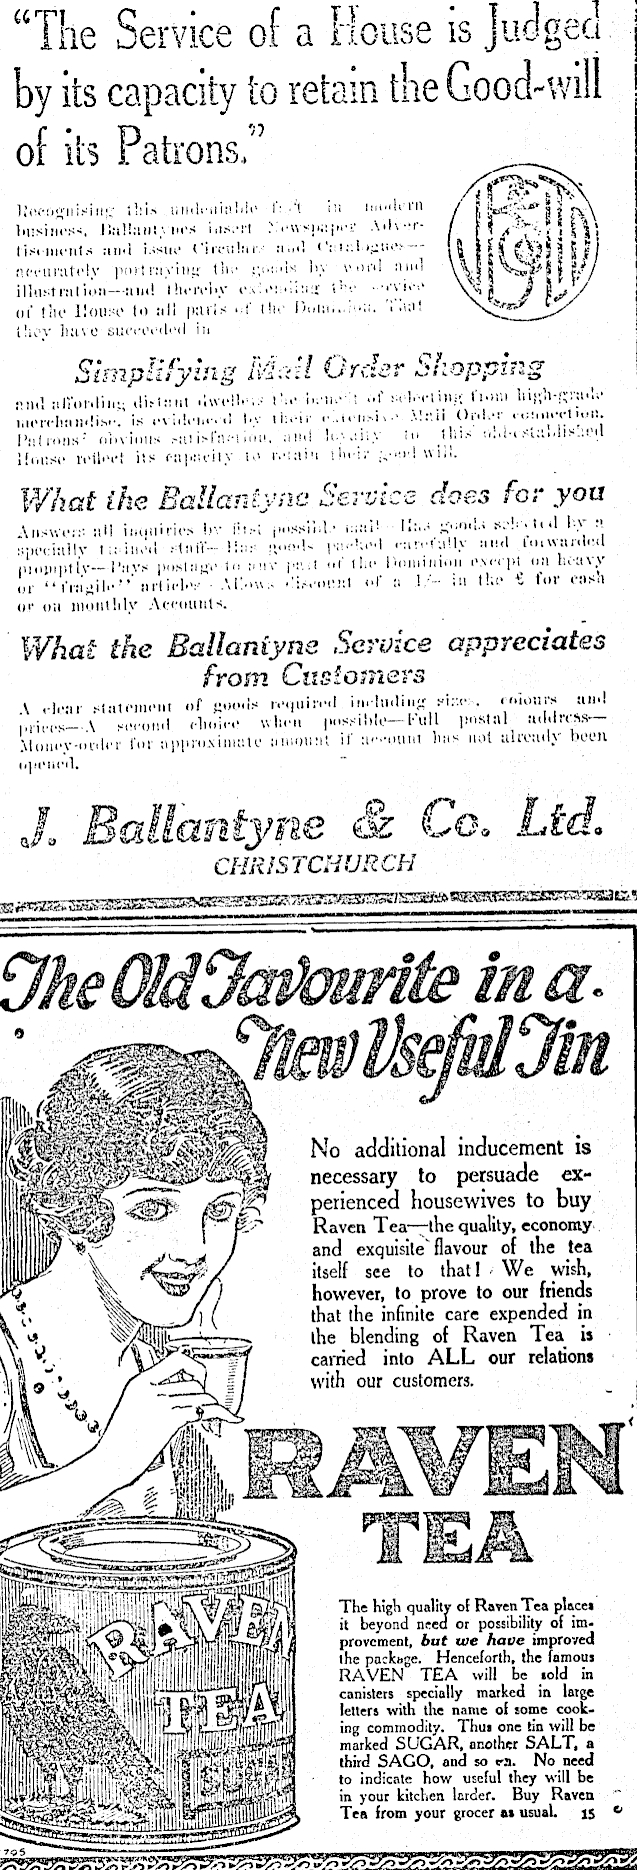 “The Service of a House is Judged
by its capacity to retain the Good-will
of its Patrons.”
Recognising this undeniable fact in modern
business, Ballantynes insert Newspaper Adver-
tisements and issue Circulars and Catalogues—
accurately portraying the goods by word and
illustration—and thereby extending the service
of the House to all parts of the Dominion. That
they have succeeded in
Simplifying Mail Order Shopping
and affording distant dwellers the benefit of selecting from high-grade
merchandise, is evidenced by their extensive Mail Order connection.
Patrons' obvious satisfaction, and loyalty to this old-established
House reflect its capacity to retain their good will.
What the Ballantyne Service does for you
Answers all inquiries by first possible mail—Has goods selected by a
specially trained staff—Has goods packed carefully and forwarded
promptly—Pays postage to any part of the Dominion except on heavy
or “fragile” articles—Allows discount of a 1/- in the £ for cash
or on monthly Accounts.
What the Ballantyne Service appreciates
from Customers
A clear statement of goods required including sizes, colours and
prices—A second choice when possible—Full postal address—
Money-order for approximate amount if account has not already been
opened.
J. Ballantyne & Co. Ltd.
CHRISTCHURCH
The Old Favourite in a
New Useful Tin
No additional inducement is
necessary to persuade ex-
perienced housewives to buy
Raven Tea—the quality, economy
and exquisite flavour of the tea
itself see to that! We wish,
however, to prove to our friends
that the infinite care expended in
the blending of Raven Tea is
carried into ALL our relations
with our customers.
RAVEN
TEA
RAVEN
TEA
The high quality of Raven Tea places
it beyond need or possibility of im-
provement, but we have improved
the package. Henceforth, the famous
RAVEN TEA will be sold in
canisters specially marked in large
letters with the name of some cook-
ing commodity. Thus one tin will be
marked SUGAR, another SALT, a
third SAGO, and so on. No need
to indicate how useful they will be
in your kitchen larder. Buy Raven
Tea from your grocer as usual. 15